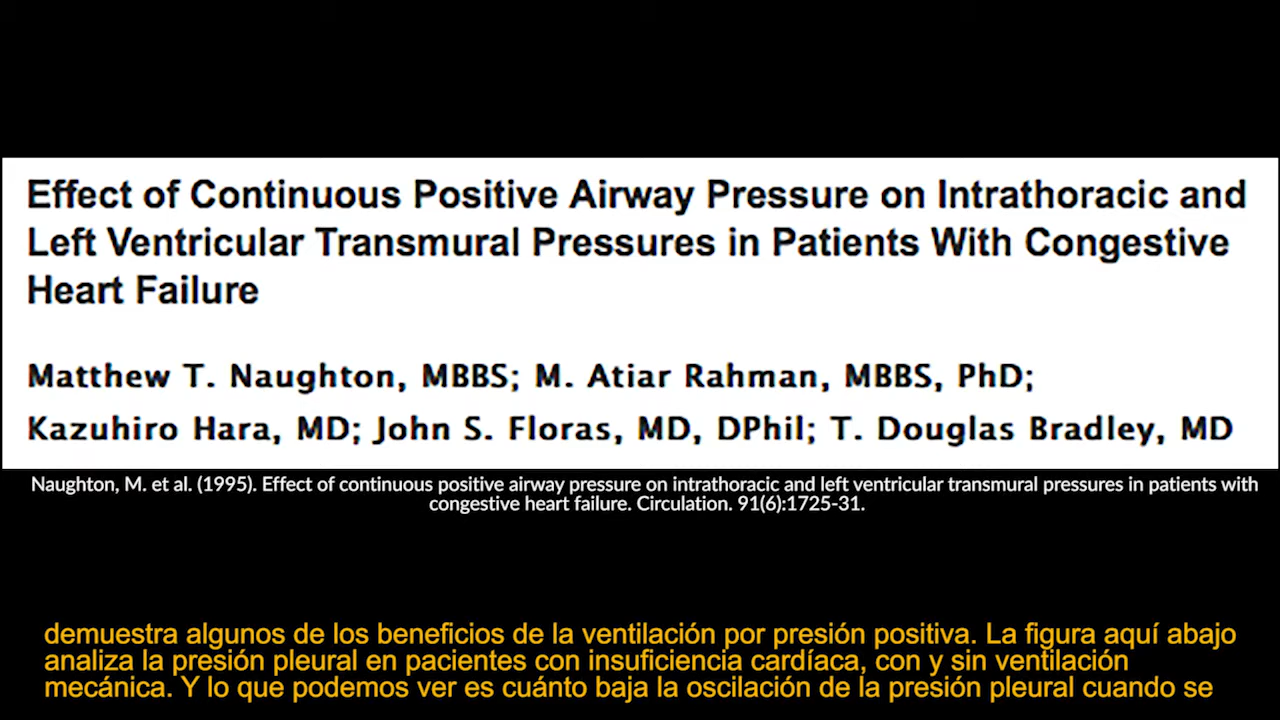 Effect of Continuous Positive Airway Pressure on Intrathoracic and
Left Ventricular Transmural Pressures in Patients With Congestive
Heart Failure
Matthew T. Naughton, MBBS; M. Atiar Rahman, MBBS, PhD;
Kazuhiro Hara, MD; John S. Floras, MD, DPhil; T. Douglas Bradley, MD
Naughton, M. et al. (1995). Effect of continuous positive airway pressure on intrathoracic and left ventricular transmural pressures in patients with
congestive heart failure. Circulation. 91(6):1725-31.
demuestra algunos de los beneficios de la ventilación por presión positiva. La figura aquí abajo
analiza la presión pleural en pacientes con insuficiencia cardíaca, con y sin ventilación
mecánica. Y lo que podemos ver es cuánto baja la oscilación de la presión pleural cuando se